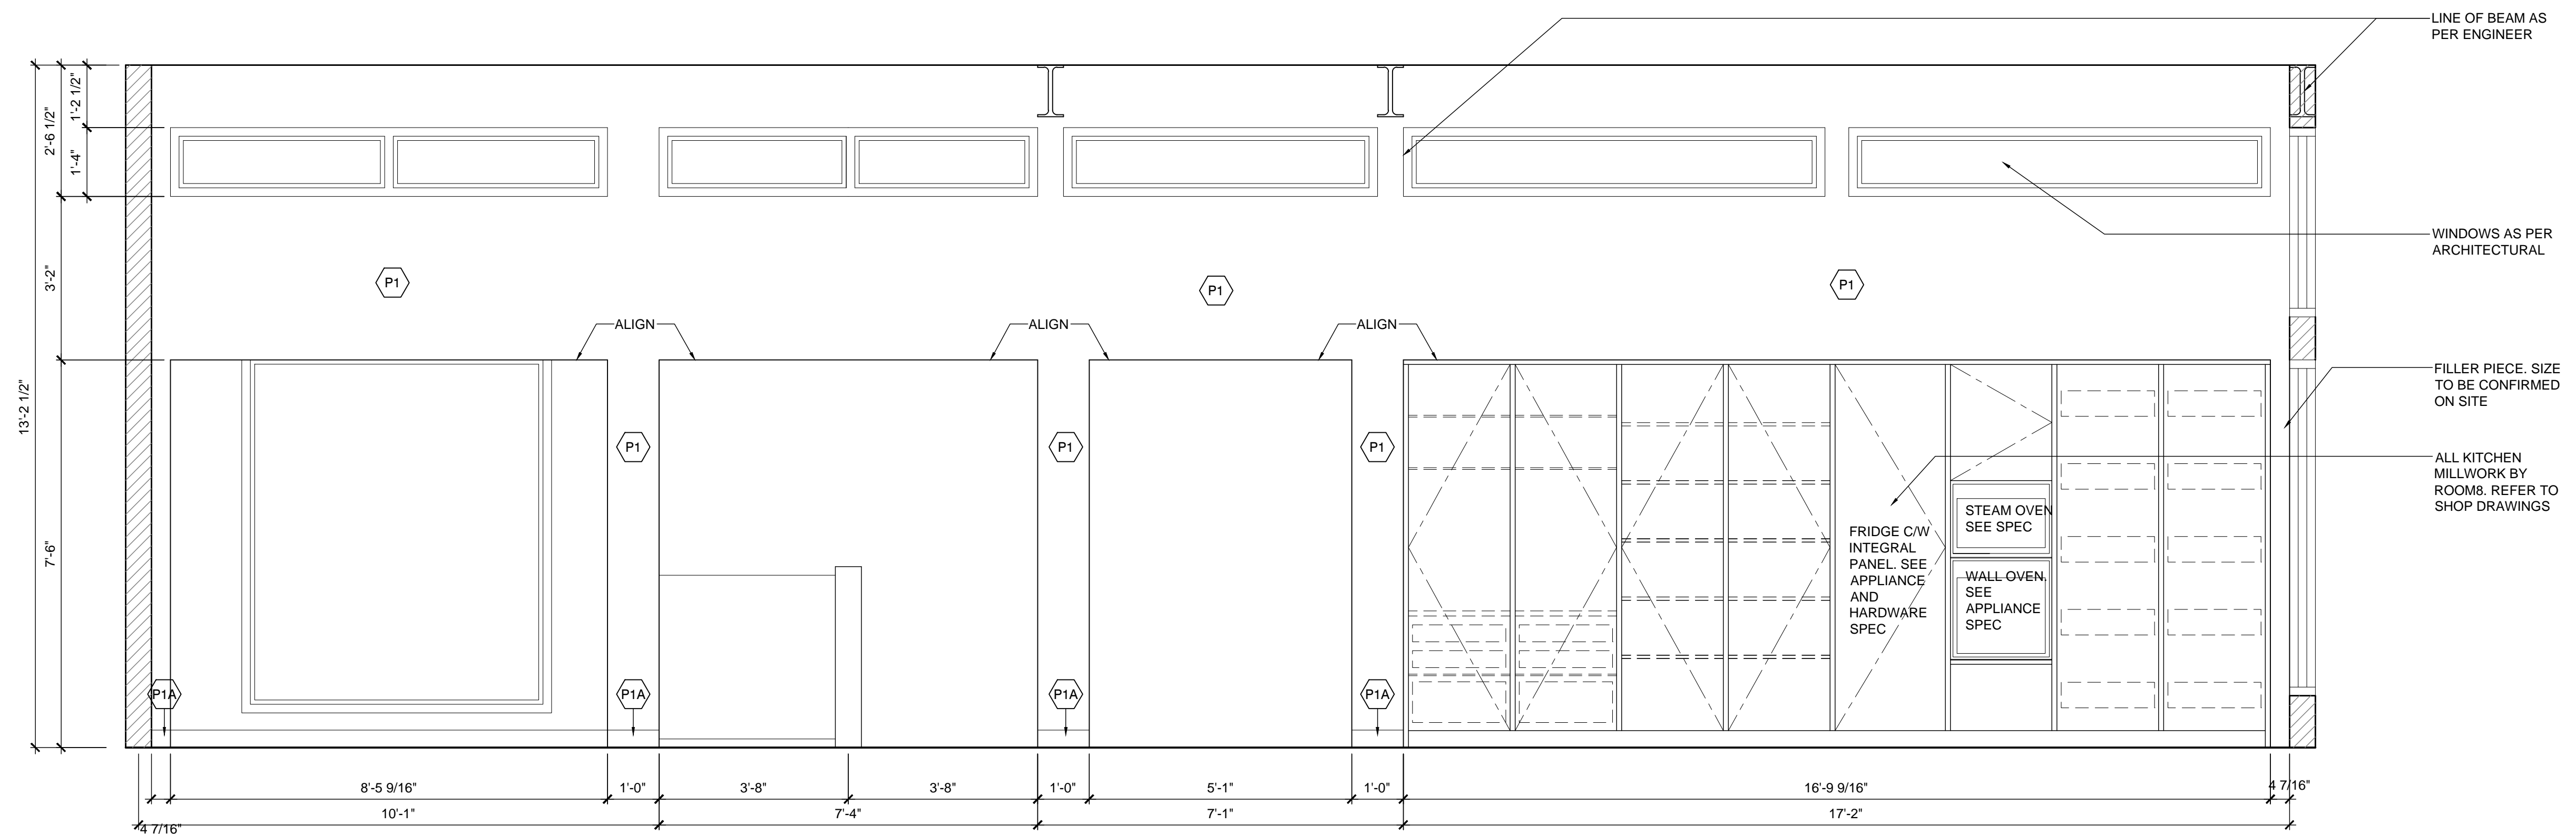 LINE OF BEAM AS
PER ENGINEER
13'-2 1/2"
2'-6 1/2"
1'-2 1/2"
1'-4"
WINDOWS AS PER
ARCHITECTURAL
3'-2"
P1
P1
P1
ALIGN
ALIGN
ALIGN
FILLER PIECE. SIZE
TO BE CONFIRMED
ON SITE
7'-6"
P1
P1
P1
ALL KITCHEN
MILLWORK BY
ROOM8. REFER TO
SHOP DRAWINGS
FRIDGE C/W
INTEGRAL
PANEL. SEE
APPLIANCE
AND
HARDWARE
SPEC
STEAM OVEN
SEE SPEC
WALL OVEN.
SEE
APPLIANCE
SPEC
P1A
P1A
P1A
P1A
8'-5 9/16"
1'-0"
3'-8"
3'-8"
1'-0"
5'-1"
1'-0"
16'-9 9/16"
4 7/16"
10'-1"
7'-4"
7'-1"
17'-2"
4 7/16"